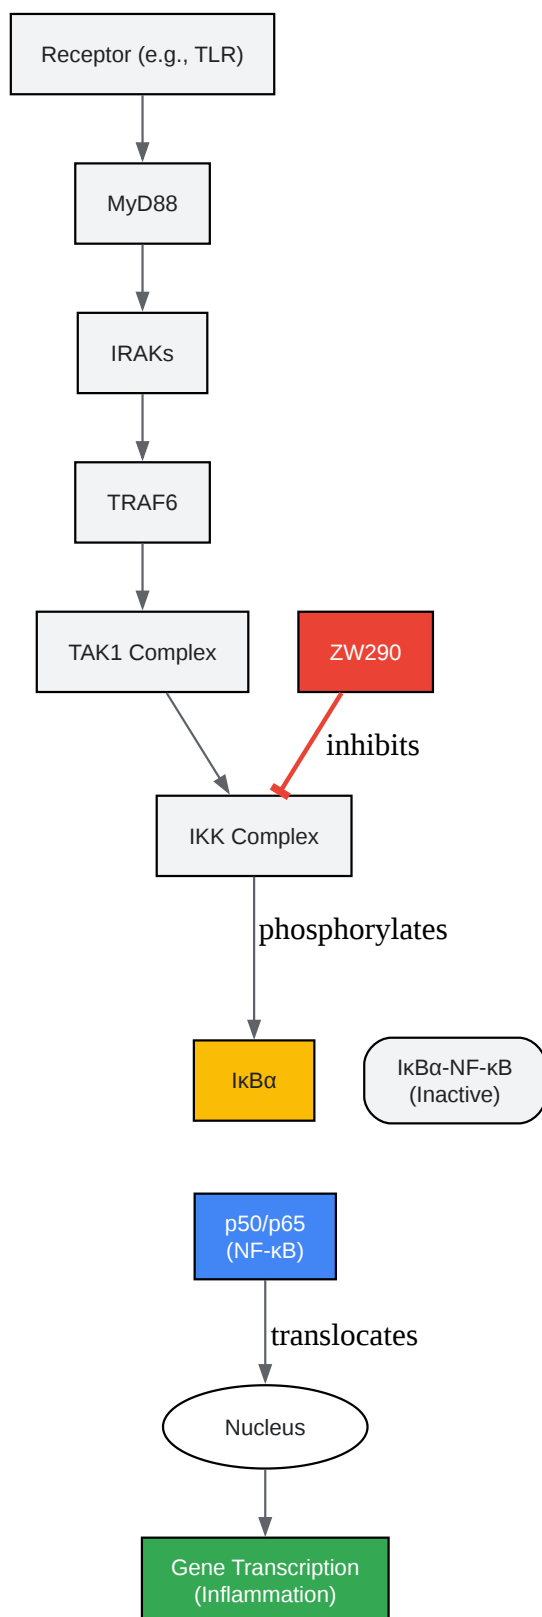 Receptor (e.g., TLR)
MyD88
IRAKs
TRAF6
TAK1 Complex
ZW290
inhibits
IKK Complex
phosphorylates
IκBα
IκBα-NF-κB
(Inactive)
p50/p65
(NF-κB)
translocates
Nucleus
Gene Transcription
(Inflammation)